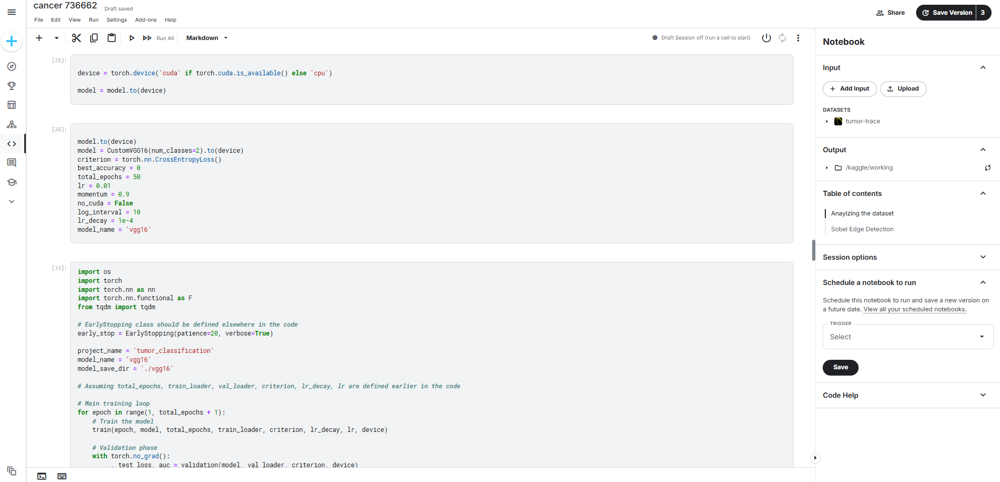 cancer 736662 Draft saved
File Edit View Run Settings Add-ons Help
Share
Save Version 3
Run All Markdown
Draft Session off (run a cell to start)
[25]:
device = torch.device('cuda' if torch.cuda.is_available() else 'cpu')
model = model.to(device)
[26]:
model.to(device)
model = CustomVGG16(num_classes=2).to(device)
criterion = torch.nn.CrossEntropyLoss()
best_accuracy = 0
total_epochs = 50
lr = 0.01
momentum = 0.9
no_cuda = False
log_interval = 10
lr_decay = 1e-4
model_name = 'vgg16'
[33]:
import os
import torch
import torch.nn as nn
import torch.nn.functional as F
from tqdm import tqdm
# EarlyStopping class should be defined elsewhere in the code
early_stop = EarlyStopping(patience=20, verbose=True)
project_name = 'tumor_classification'
model_name = 'vgg16'
model_save_dir = './vgg16'
# Assuming total_epochs, train_loader, val_loader, criterion, lr_decay, lr are defined earlier in the code
# Main training loop
for epoch in range(1, total_epochs + 1):
# Train the model
train(epoch, model, total_epochs, train_loader, criterion, lr_decay, lr, device)
# Validation phase
with torch.no_grad():
, test_loss, auc = validation(model, val_loader, criterion, device)
Notebook
Input
Add Input
Upload
DATASETS
tumor-trace
Output
/kaggle/working
Table of contents
Anaylzing the dataset
Sobel Edge Detection
Session options
Schedule a notebook to run
Schedule this notebook to run and save a new version on
a future date. View all your scheduled notebooks.
TRIGGER
Select
Save
Code Help